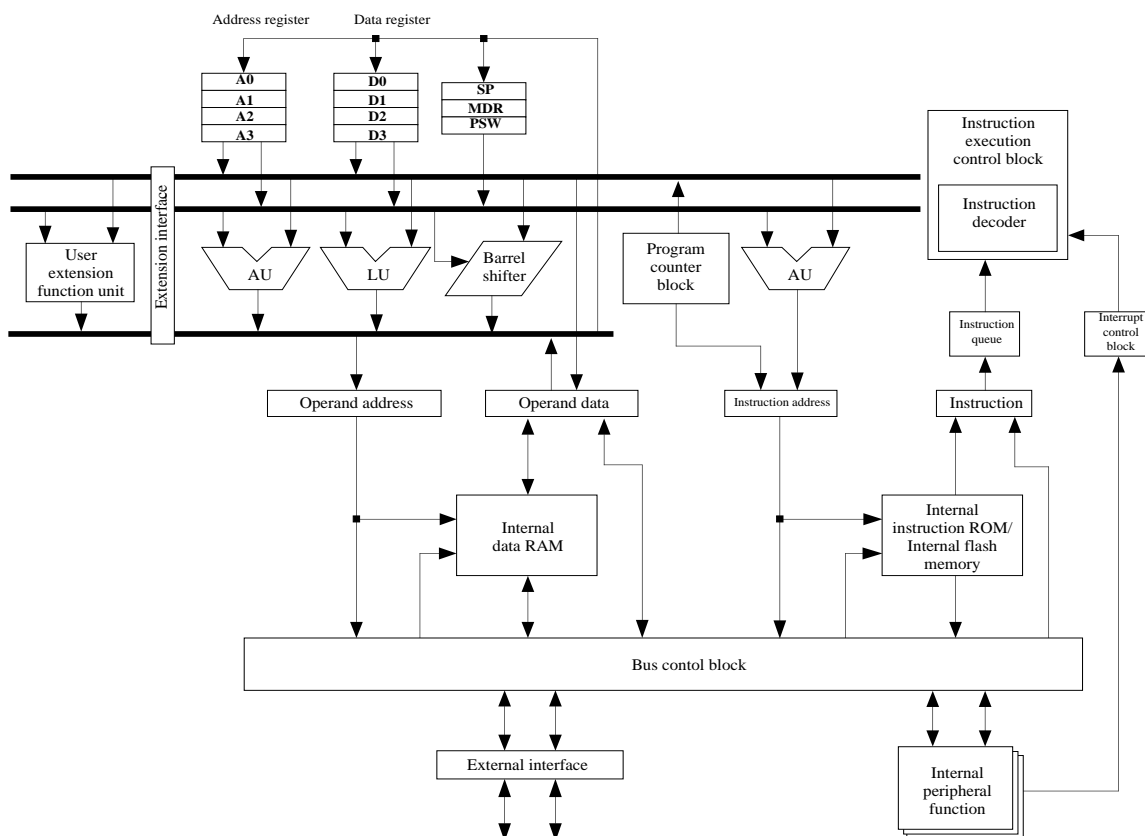 Address register
Data register
A0
A1
A2
A3
D0
D1
D2
D3
SP
MDR
PSW
Instruction
execution
control block
Instruction
decoder
Extension interface
User
extension
function unit
AU
LU
Barrel
shifter
Program
counter
block
AU
Instruction
queue
Interrupt
control
block
Operand address
Operand data
Instruction address
Instruction
Internal
data RAM
Internal
instruction ROM/
Internal flash
memory
Bus contol block
External interface
Internal
peripheral
function